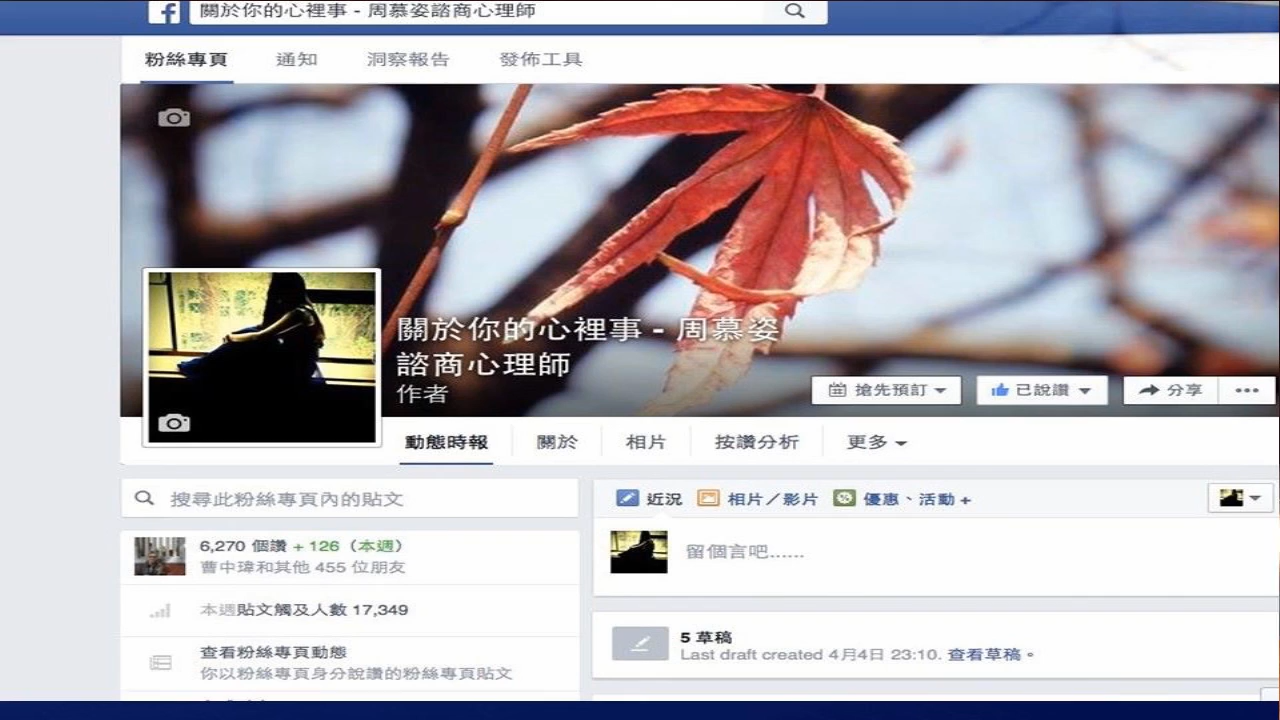 關於你的心裡事 - 周慕姿諮商心理師
粉絲專頁 通知 洞察報告 發佈工具
關於你的心裡事 - 周慕姿
諮商心理師
作者
搶先預訂 已說讚 分享
動態時報 關於 相片 按讚分析 更多
搜尋此粉絲專頁內的貼文
近況 相片／影片 優惠、活動 +
6,270 個讚 + 126（本週）
曹中瑋和其他 455 位朋友
留個言吧......
本週貼文觸及人數 17,349
5 草稿
Last draft created 4月4日 23:10. 查看草稿。
查看粉絲專頁動態
你以粉絲專頁身分說讚的粉絲專頁貼文